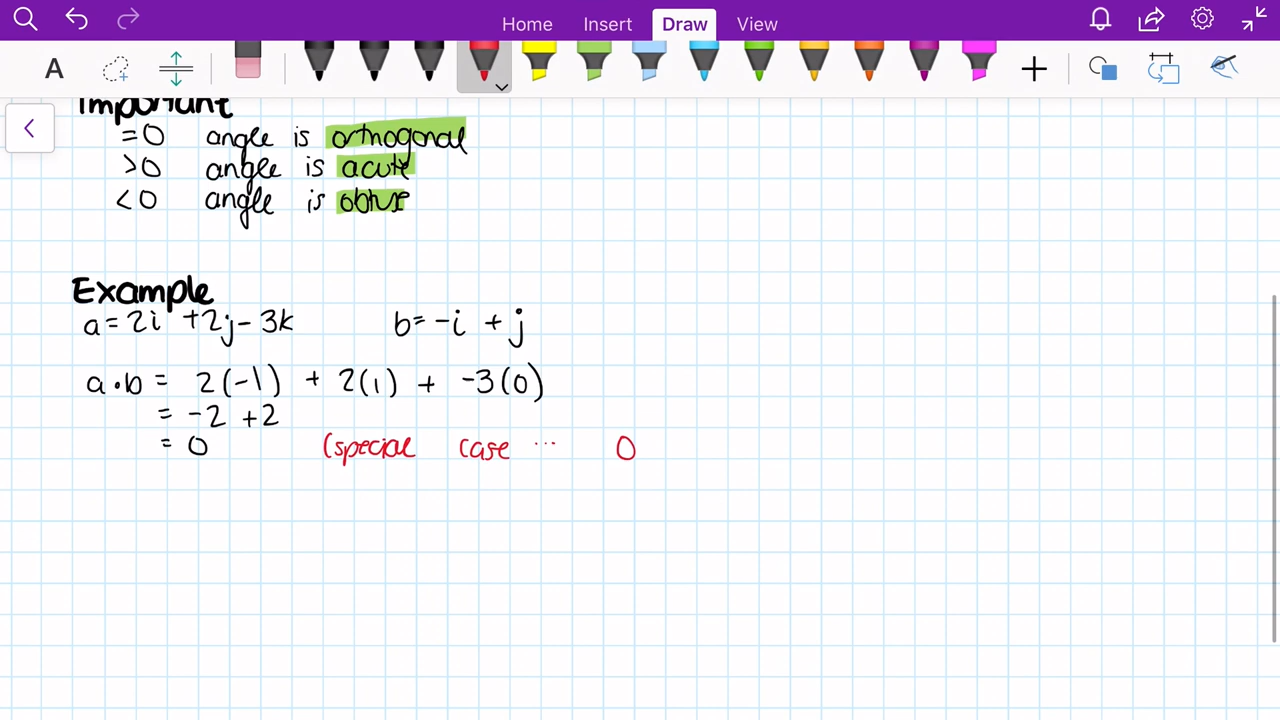 Home Insert Draw View
A
Important
=0 angle is orthogonal
>0 angle is acute
<0 angle is obtuse
Example
a = 2i + 2j - 3k b = -i + j
a • b = 2(-1) + 2(1) + -3(0)
= -2 + 2
= 0 (special case ... 0